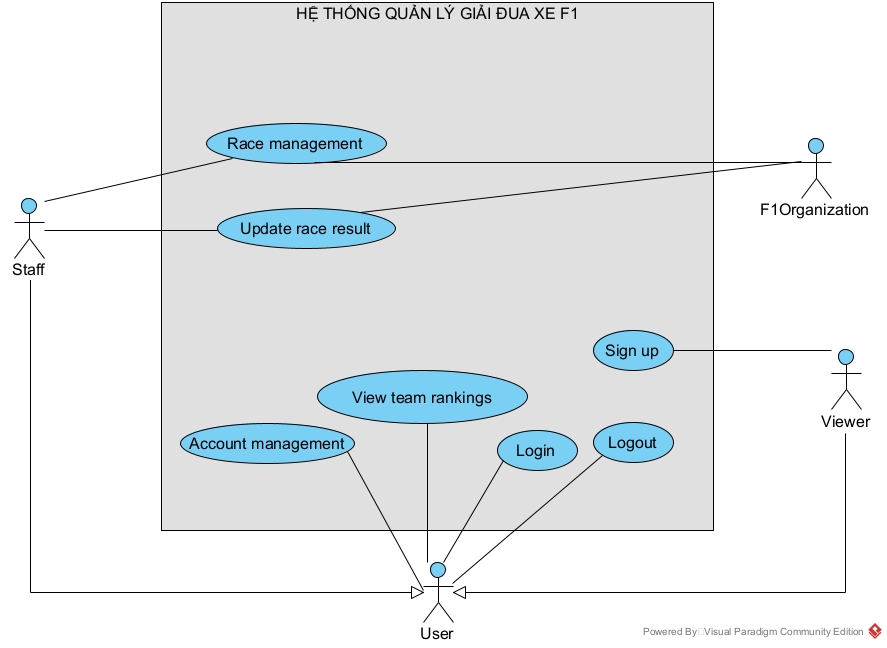 HỆ THỐNG QUẢN LÝ GIẢI ĐUA XE F1
Race management
F1Organization
Update race result
Staff
Sign up
View team rankings
Viewer
Account management
Login
Logout
User
Powered By Visual Paradigm Community Edition